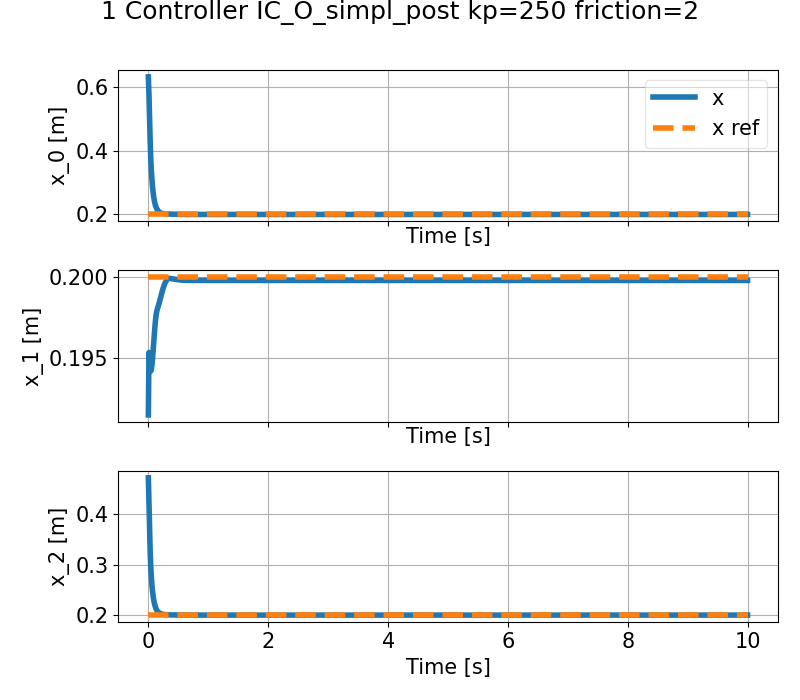 1 Controller IC_O_simpl_post kp=250 friction=2
x_0 [m]
0.6
0.4
0.2
x
x ref
Time [s]
x_1 [m]
0.200
0.195
Time [s]
x_2 [m]
0.4
0.3
0.2
0 2 4 6 8 10
Time [s]